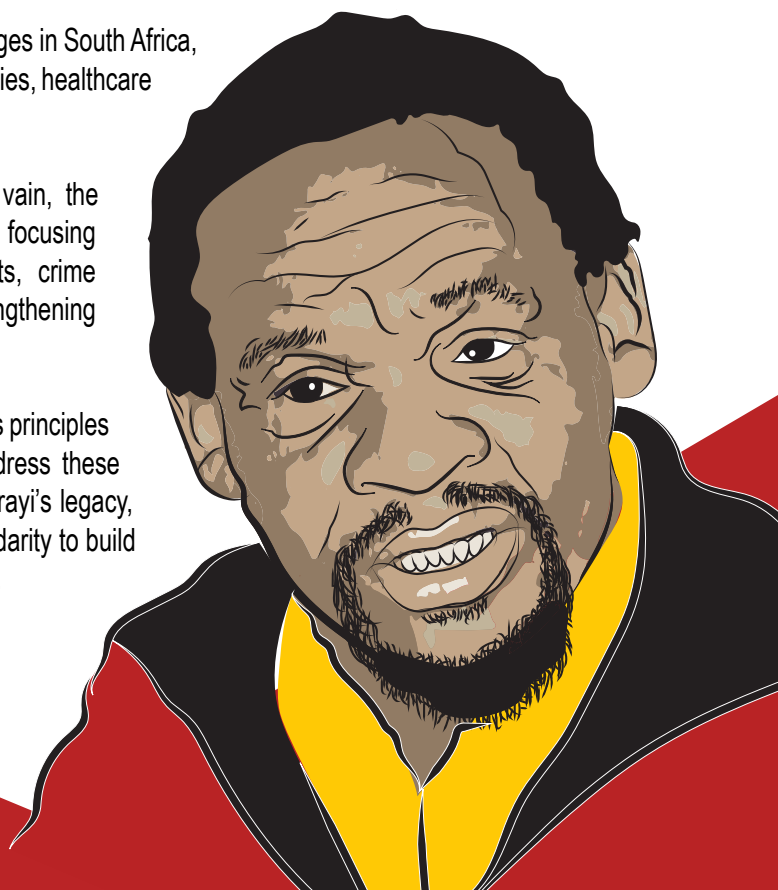 ges in South Africa,
ies, healthcare
vain, the
focusing
ts, crime
ngthening
s principles
dress these
rayi’s legacy,
darity to build